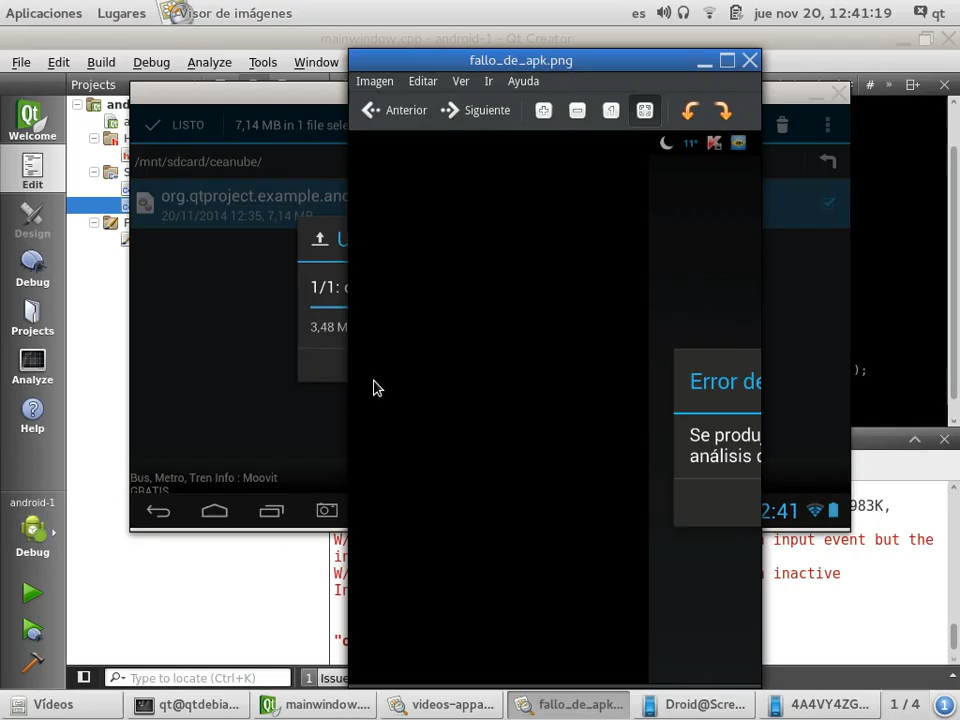 Aplicaciones Lugares Visor de imágenes es jue nov 20, 12:41:19 qt
mainwindow.cpp - android-1 - Qt Creator
File Edit Build Debug Analyze Tools Window
Projects
Welcome
Edit
Design
Debug
Projects
Analyze
Help
android-1
Debug
LISTO 7,14 MB in 1 file sele
/mnt/sdcard/ceanube/
org.qtproject.example.and
20/11/2014 12:35, 7,14 MB
1/1:
3,48 M
Bus, Metro, Tren Info : Moovit
GRATIS
fallo_de_apk.png
Imagen Editar Ver Ir Ayuda
Anterior Siguiente
11°
Error de
Se produj
análisis d
2:41
);
983K,
W/ input event but the
in
W/ inactive
In
Type to locate (Ctrl+K) 1 Issue
Vídeos qt@qtdebia... mainwindow.... videos-appa... fallo_de_apk... Droid@Scre... 4A4VY4ZG... 1 / 4 1